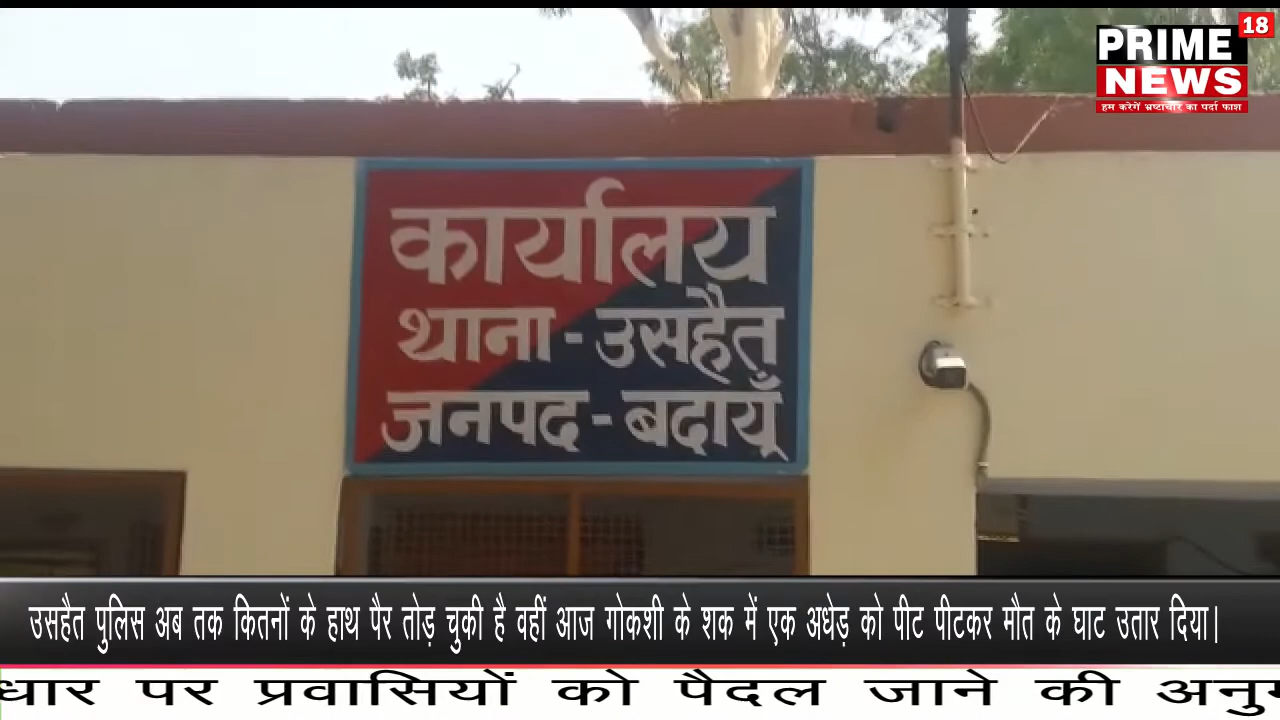 PRIME 18
NEWS
हम करेगें भ्रष्टाचार का पर्दा फाश
कार्यालय
थाना - उसहैत
जनपद - बदायूँ
उसहैत पुलिस अब तक कितनों के हाथ पैर तोड़ चुकी है वहीं आज गोकशी के शक में एक अधेड़ को पीट पीटकर मौत के घाट उतार दिया|
धार पर प्रवासियों को पैदल जाने की